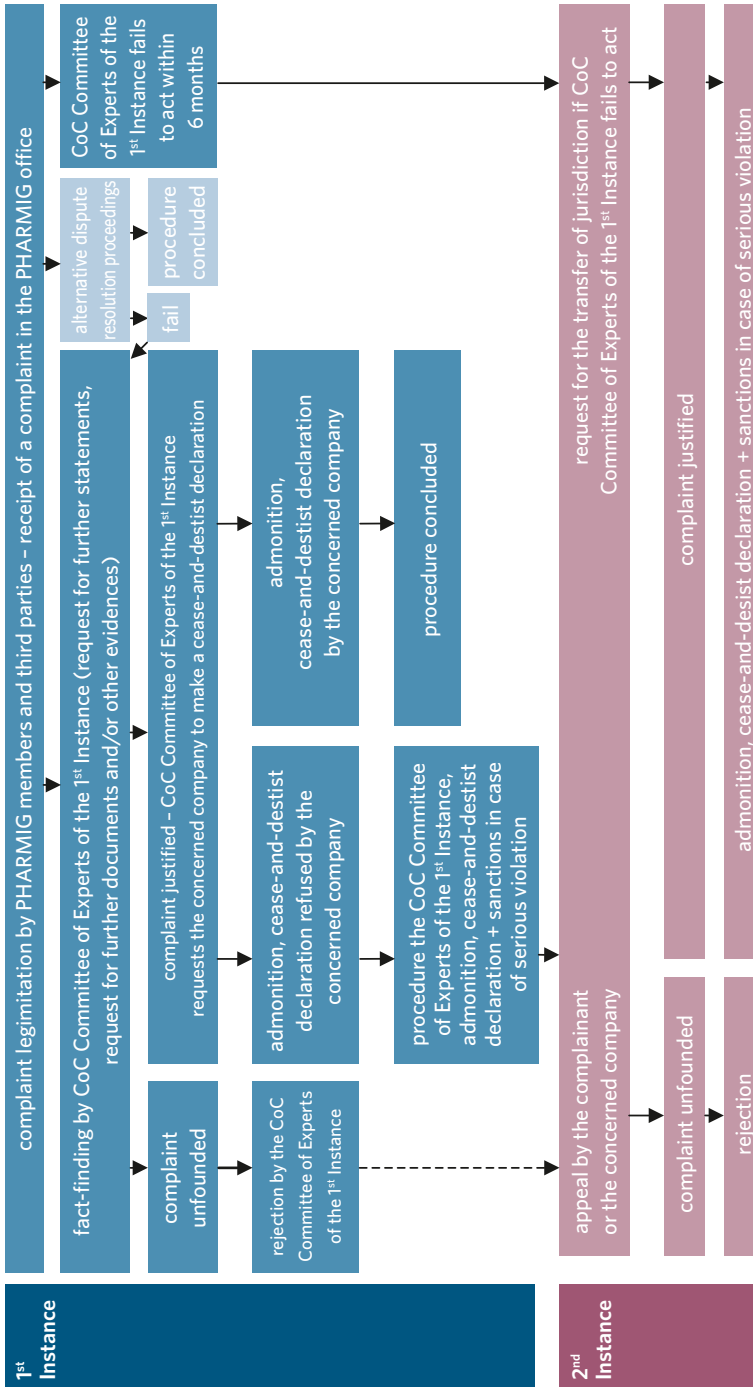 1st
Instance
complaint legimitation by PHARMIG members and third parties – receipt of a complaint in the PHARMIG office
fact-finding by CoC Committee of Experts of the 1st Instance (request for further statements,
request for further documents and/or other evidences)
alternative dispute
resolution proceedings
CoC Committee
of Experts of the
1st Instance fails
to act within
6 months
complaint
unfounded
complaint justified – CoC Committee of Experts of the 1st Instance
requests the concerned company to make a cease-and-destist declaration
fail
procedure
concluded
rejection by the CoC
Committee of Experts
of the 1st Instance
admonition, cease-and-destist
declaration refused by the
concerned company
admonition,
cease-and-destist declaration
by the concerned company
procedure the CoC Committee
of Experts of the 1st Instance,
admonition, cease-and-destist
declaration + sanctions in case
of serious violation
procedure concluded
2nd
Instance
appeal by the complainant
or the concerned company
request for the transfer of jurisdiction if CoC
Committee of Experts of the 1st Instance fails to act
complaint unfounded
complaint justified
rejection
admonition, cease-and-desist declaration + sanctions in case of serious violation